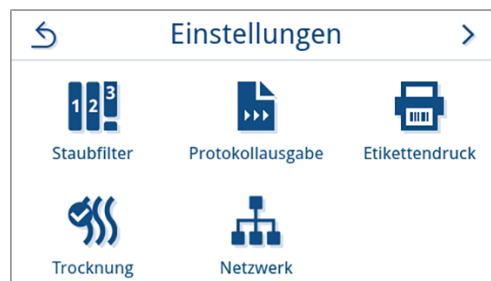 Einstellungen
1 2 3
Staubfilter Protokollausgabe Etikettendruck
Trocknung Netzwerk